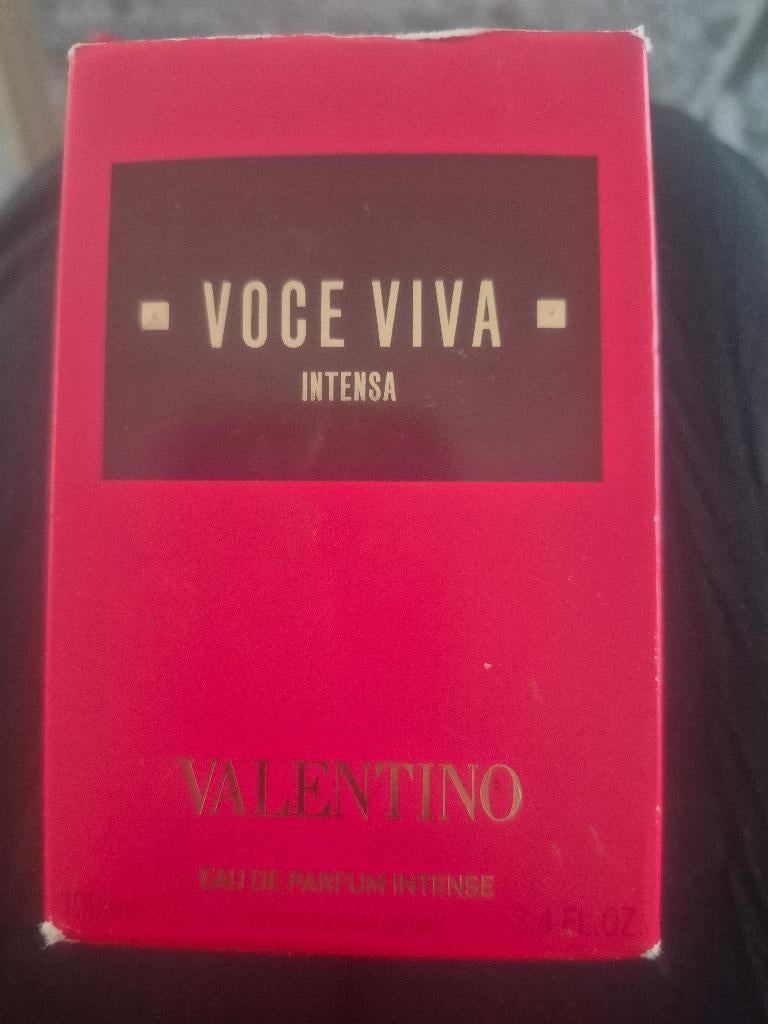 VOCE VIVA
INTENSA
VALENTINO
EAU DE PARFUM INTENSE
3.4 FL.OZ.